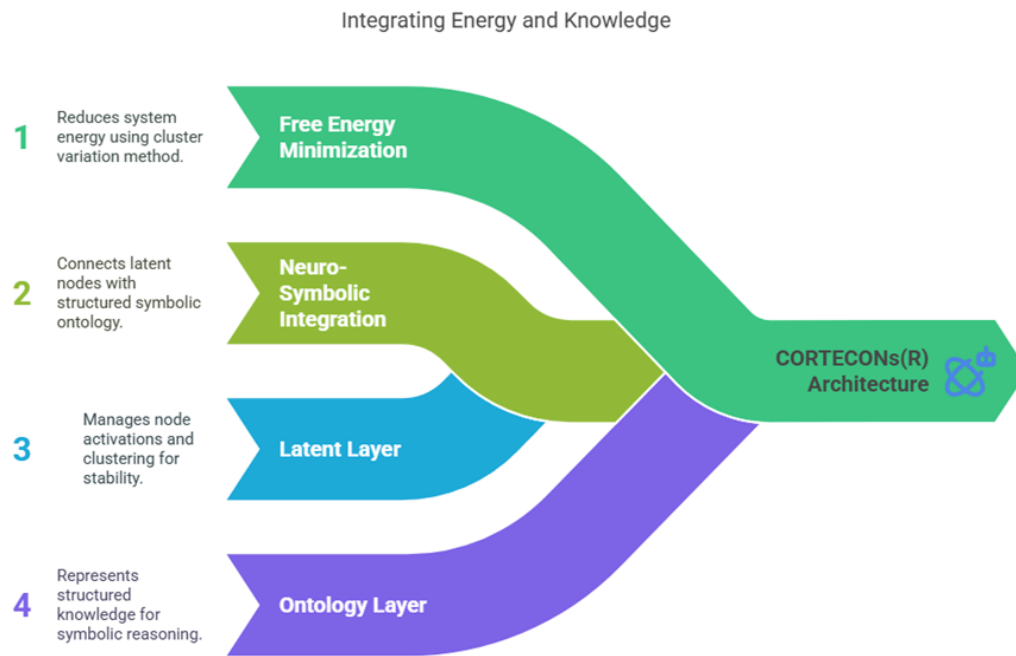 Integrating Energy and Knowledge
1
Reduces system
energy using cluster
variation method.
Free Energy
Minimization
2
Connects latent
nodes with
structured symbolic
ontology.
Neuro-
Symbolic
Integration
3
Manages node
activations and
clustering for
stability.
Latent Layer
4
Represents
structured
knowledge for
symbolic reasoning.
Ontology Layer
CORTECONs(R)
Architecture